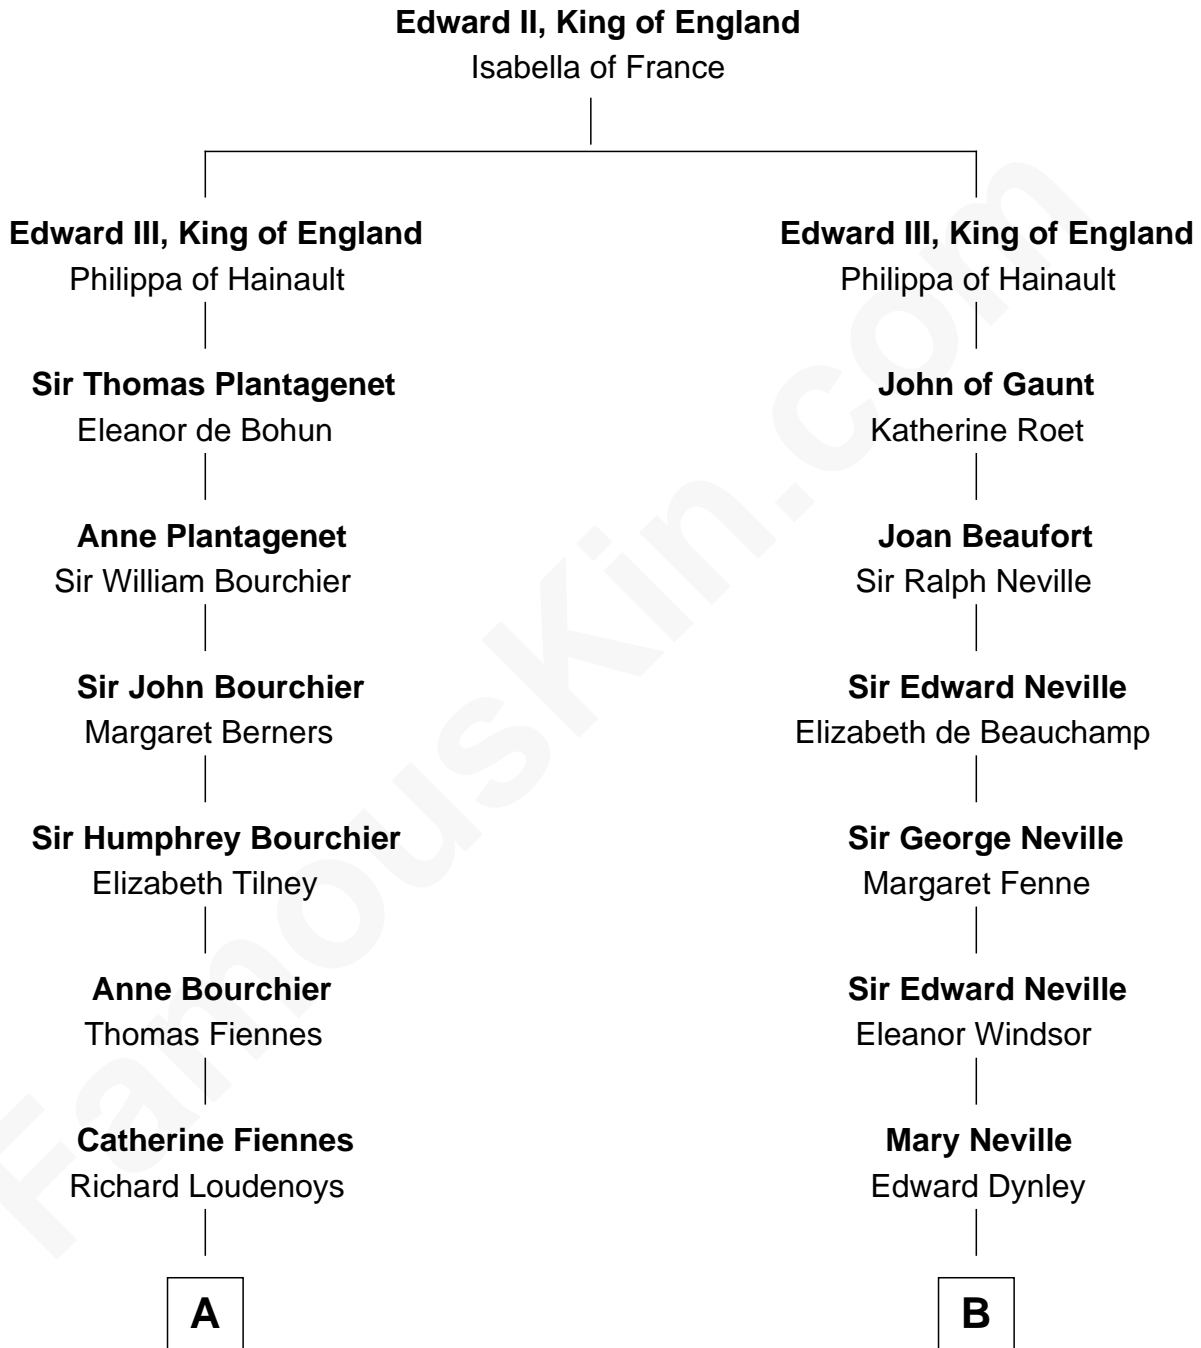 Edward II, King of England
Isabella of France
Edward III, King of England
Philippa of Hainault
Sir Thomas Plantagenet
Eleanor de Bohun
Anne Plantagenet
Sir William Bourchier
Sir John Bourchier
Margaret Berners
Sir Humphrey Bourchier
Elizabeth Tilney
Anne Bourchier
Thomas Fiennes
Catherine Fiennes
Richard Loudenoys
A
Edward III, King of England
Philippa of Hainault
John of Gaunt
Katherine Roet
Joan Beaufort
Sir Ralph Neville
Sir Edward Neville
Elizabeth de Beauchamp
Sir George Neville
Margaret Fenne
Sir Edward Neville
Eleanor Windsor
Mary Neville
Edward Dynley
B
FamousKin.com